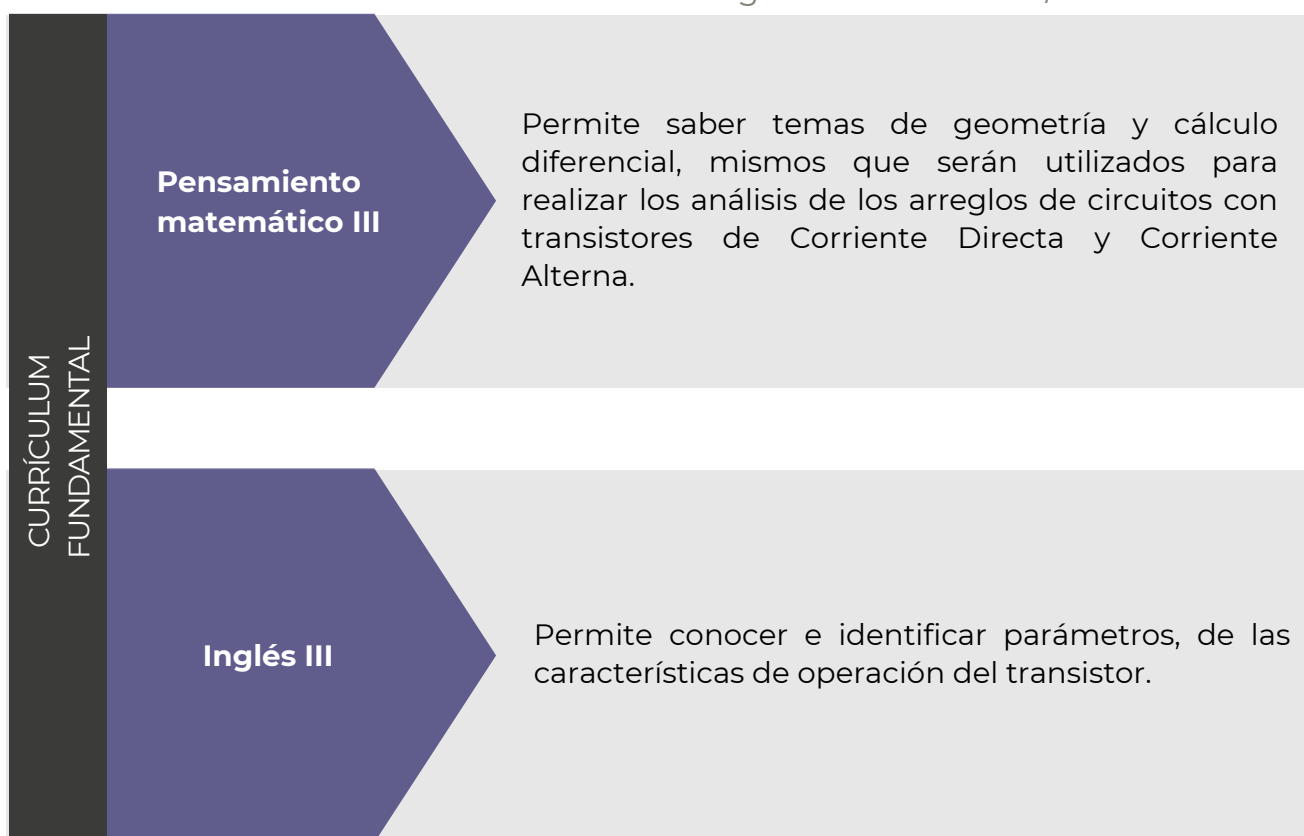 CURRÍCULUM
FUNDAMENTAL
Pensamiento
matemático III
Permite saber temas de geometría y cálculo
diferencial, mismos que serán utilizados para
realizar los análisis de los arreglos de circuitos con
transistores de Corriente Directa y Corriente
Alterna.
Inglés III
Permite conocer e identificar parámetros, de las
características de operación del transistor.